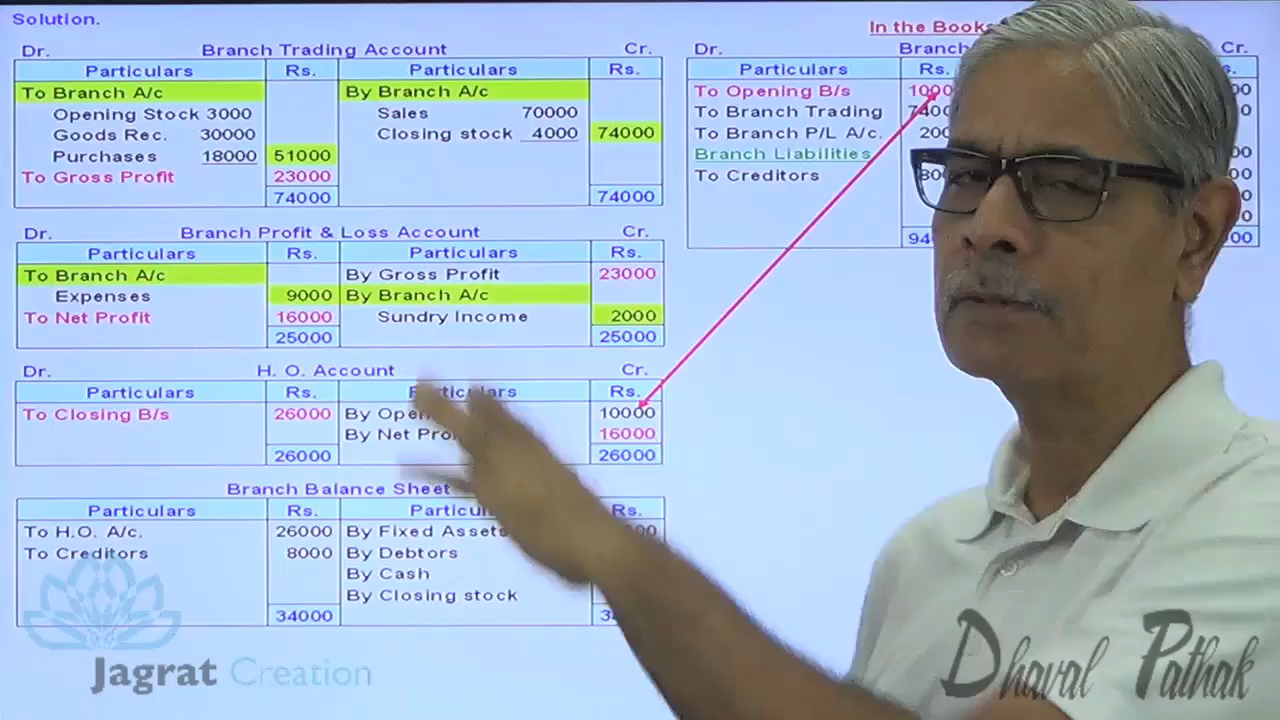 Solution.
Dr. Branch Trading Account Cr.
Particulars Rs. Particulars Rs.
To Branch A/c By Branch A/c
Opening Stock 3000 Sales 70000
Goods Rec. 30000 Closing stock 4000 74000
Purchases 18000 51000
To Gross Profit 23000
74000 74000
Dr. Branch Profit & Loss Account Cr.
Particulars Rs. Particulars Rs.
To Branch A/c By Gross Profit 23000
Expenses 9000 By Branch A/c
To Net Profit 16000 Sundry Income 2000
25000 25000
Dr. H. O. Account Cr.
Particulars Rs. Particulars Rs.
To Closing B/s 26000 By 10000
By Net 16000
26000 26000
Branch Balance Sheet
Particulars Rs. Rs.
To H.O. A/c. 26000 By Fixed Assets
To Creditors 8000 By Debtors
By Cash
By Closing stock
34000
In the Books
Dr. Branch Cr.
Particulars Rs.
To Opening B/s
To Branch Trading
To Branch P/L A/c.
Branch Liabilities
To Creditors
Jagrat Creation
Dhaval Pathak